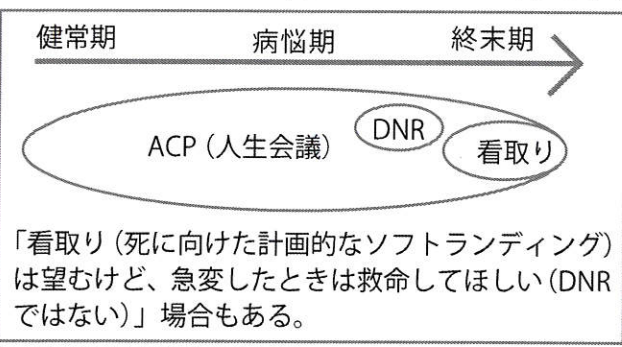 健常期 病悩期 終末期
ACP（人生会議） DNR 看取り
「看取り（死に向けた計画的なソフトランディング）
は望むけど、急変したときは救命してほしい（DNR
ではない）」場合もある。